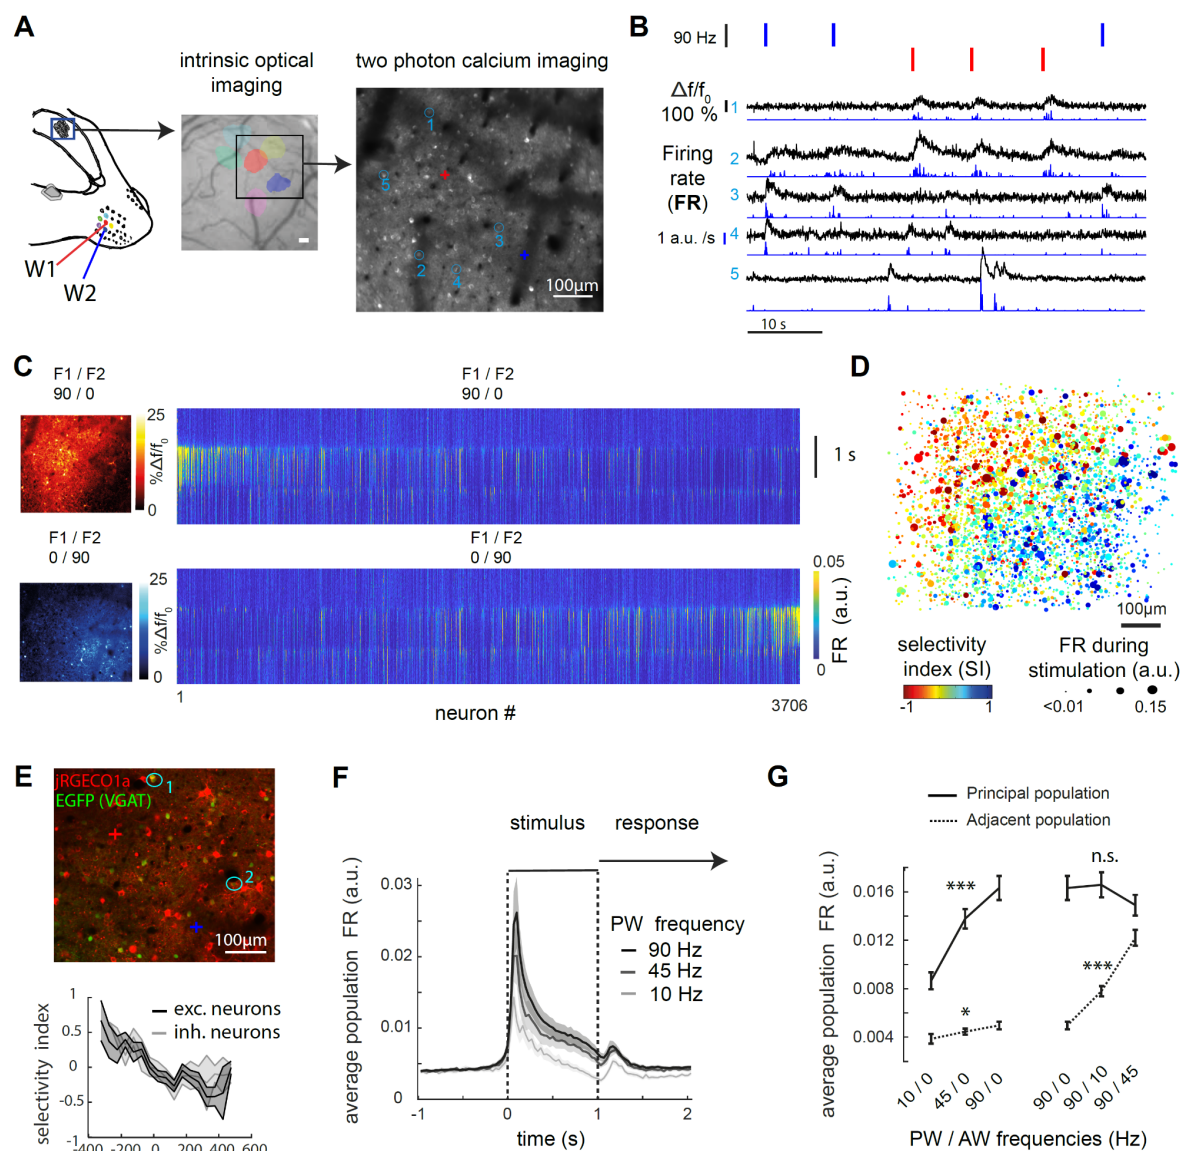 A
intrinsic optical
imaging
two photon calcium imaging
W1
W2
1
5
3
2
4
100µm
B
90 Hz
Δf/f0
100 %
Firing
rate
(FR)
1 a.u. /s
1
2
3
4
5
10 s
C
F1 / F2
90 / 0
25
%Δf/f0
0
F1 / F2
90 / 0
1 s
F1 / F2
0 / 90
25
%Δf/f0
0
F1 / F2
0 / 90
0.05
FR (a.u.)
0
1
neuron #
3706
D
100µm
selectivity
index (SI)
-1
1
FR during
stimulation (a.u.)
<0.01
0.15
E
jRGECO1a
EGFP (VGAT)
1
2
100µm
exc. neurons
inh. neurons
selectivity index
1
0.5
0
-0.5
-1
-400 -200 0 200 400 600
F
stimulus
response
average population FR (a.u.)
0.03
0.02
0.01
0
PW frequency
90 Hz
45 Hz
10 Hz
-1
0
1
2
time (s)
G
Principal population
Adjacent population
average population FR (a.u.)
0.016
0.012
0.008
0.004
***
*
n.s.
***
10 / 0
45 / 0
90 / 0
90 / 0
90 / 10
90 / 45
PW / AW frequencies (Hz)